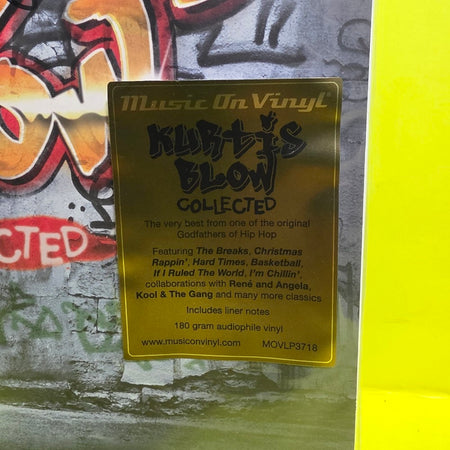 Music On Vinyl®
KURTIS
BLOW
COLLECTED
The very best from one of the original
Godfathers of Hip Hop
Featuring The Breaks, Christmas
Rappin', Hard Times, Basketball,
If I Ruled The World, I'm Chillin',
collaborations with René and Angela,
Kool & The Gang and many more classics
Includes liner notes
180 gram audiophile vinyl
www.musiconvinyl.com MOVLP3718
CTED